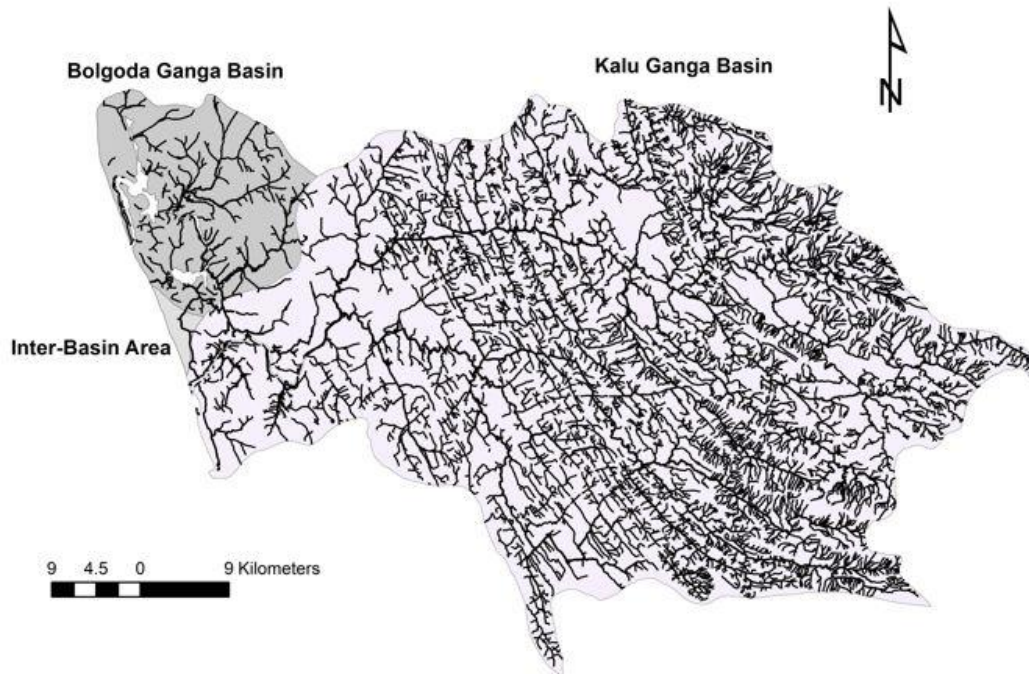 N
Bolgoda Ganga Basin
Kalu Ganga Basin
Inter-Basin Area
9 4.5 0 9 Kilometers